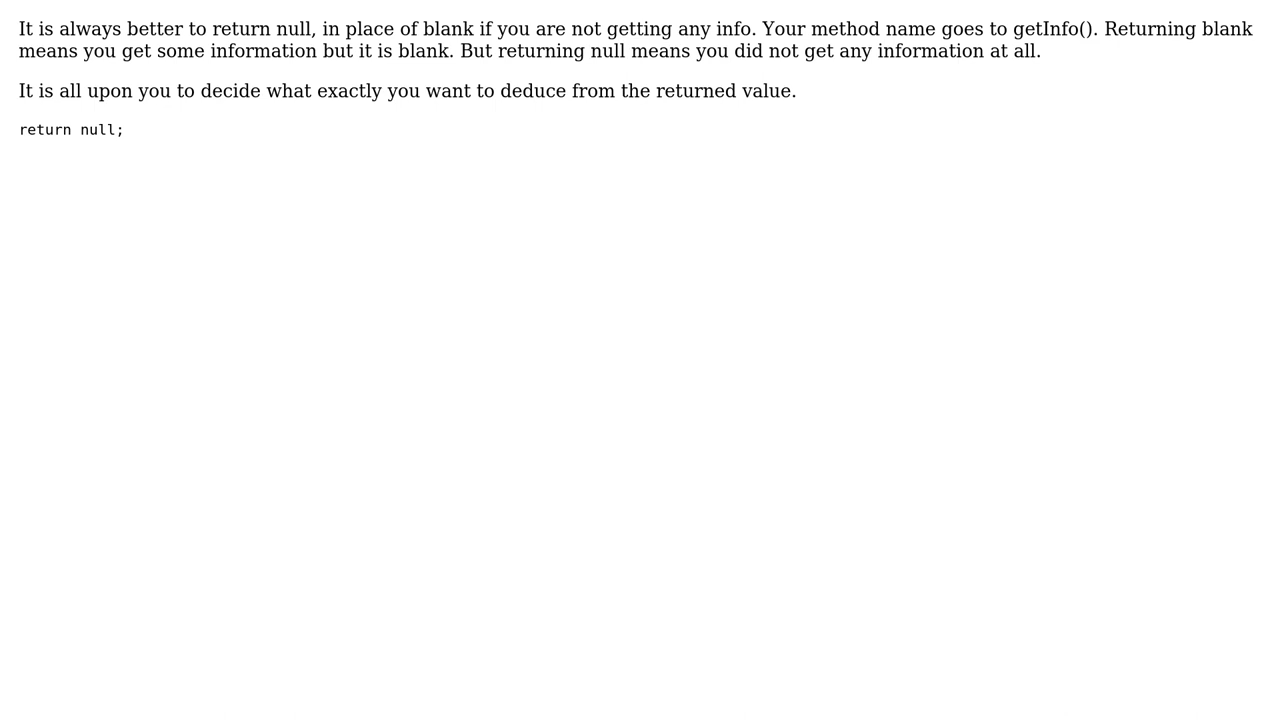 It is always better to return null, in place of blank if you are not getting any info. Your method name goes to getInfo(). Returning blank
means you get some information but it is blank. But returning null means you did not get any information at all.
It is all upon you to decide what exactly you want to deduce from the returned value.
return null;